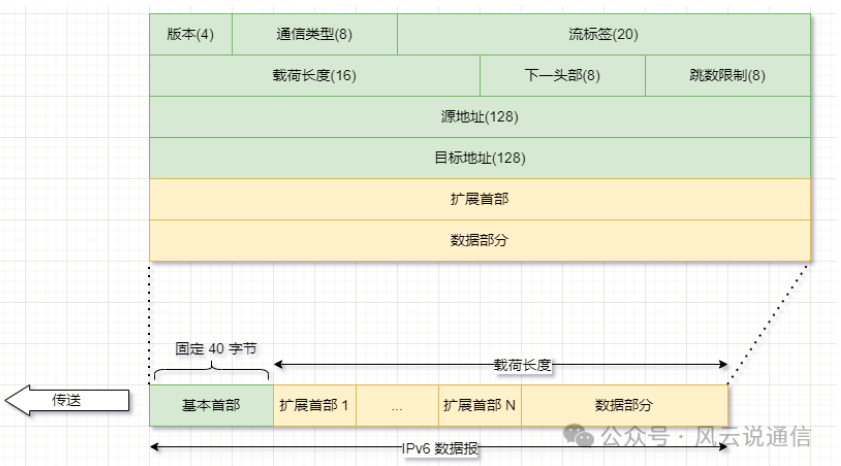 版本(4) 通信类型(8) 流标签(20)
载荷长度(16) 下一头部(8) 跳数限制(8)
源地址(128)
目标地址(128)
扩展首部
数据部分
固定 40 字节
载荷长度
传送 基本首部 扩展首部 1 ... 扩展首部 N 数据部分
公众号 · 风云说通信
IPv6 数据报